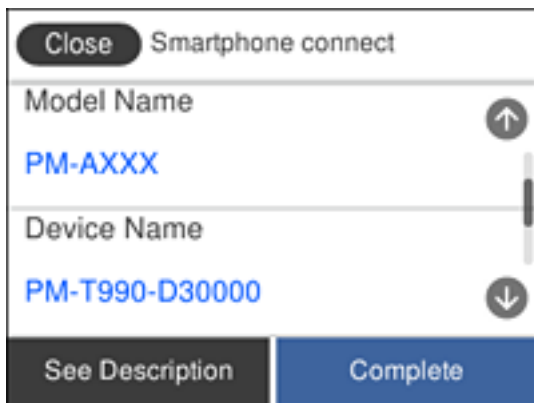 Close Smartphone connect
Model Name
PM-AXXX
Device Name
PM-T990-D30000
See Description Complete